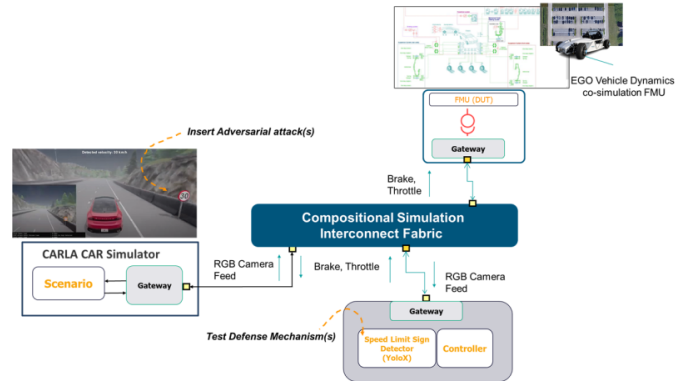 FMU (DUT)
Gateway
EGO Vehicle Dynamics
co-simulation FMU
Insert Adversarial attack(s)
30
Brake,
Throttle
Compositional Simulation
Interconnect Fabric
CARLA CAR Simulator
Scenario
Gateway
RGB Camera
Feed
Brake, Throttle
RGB Camera
Feed
Gateway
Test Defense Mechanism(s)
Speed Limit Sign
Detector
(YoloX)
Controller